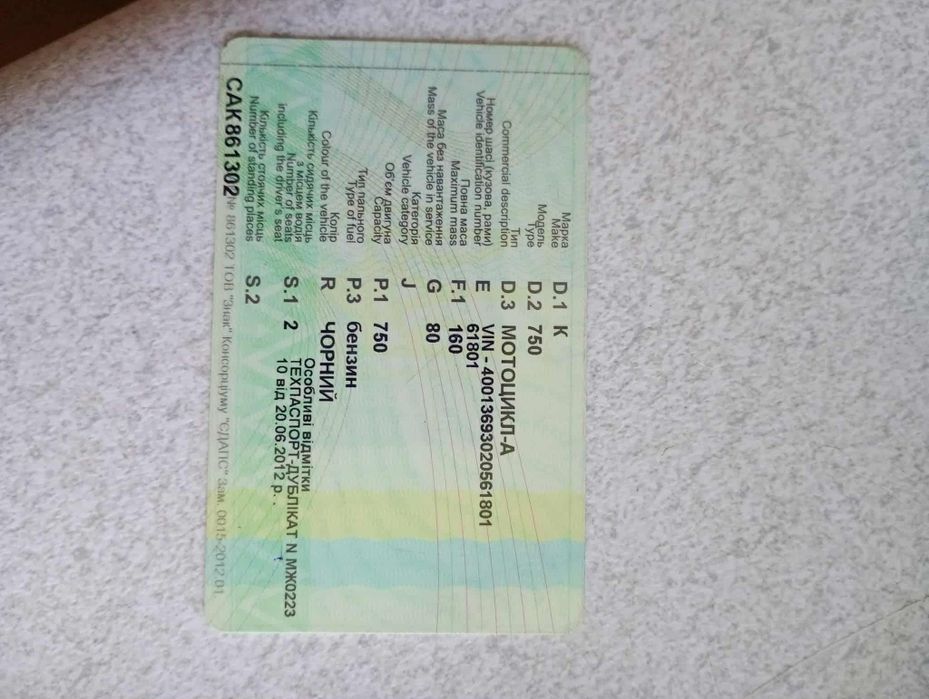 Марка
Make D.1 К
Модель
Type D.2 750
Тип
Commercial description D.3 МОТОЦИКЛ-А
Номер шасі (кузова, рами)
Vehicle identification number E VIN - 40013693020561801
61801
Повна маса
Maximum mass F.1 160
Маса без навантаження
Mass of the vehicle in service G 80
Категорія
Vehicle category J
Об'єм двигуна
Capacity P.1 750
Тип пального
Type of fuel P.3 бензин
Колір
Colour of the vehicle R ЧОРНИЙ
Кількість сидячих місць
з місцем водія
Number of seats
including the driver's seat S.1 2
Особливі відмітки
ТЕХПАСПОРТ-ДУБЛІКАТ N МЖ0223
10 від 20.06.2012 р. .
Кількість стоячих місць
Number of standing places S.2
САК861302
№ 861302 ТОВ "Знак" Консорціуму "ЄДАПС" Зам. 0015-2012.01